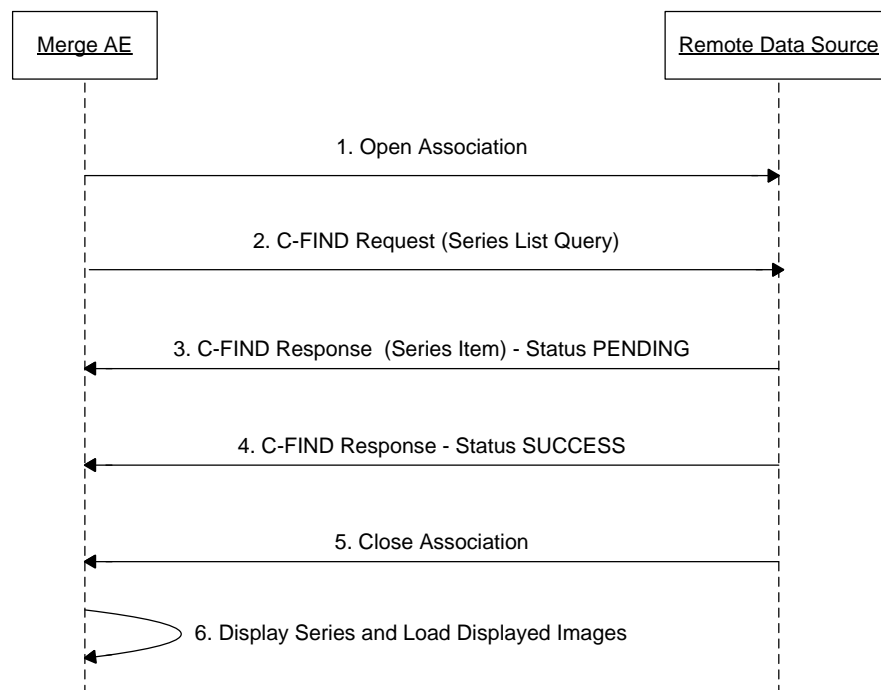 Merge AE
Remote Data Source
1. Open Association
2. C-FIND Request (Series List Query)
3. C-FIND Response  (Series Item) - Status PENDING
4. C-FIND Response - Status SUCCESS
5. Close Association
6. Display Series and Load Displayed Images